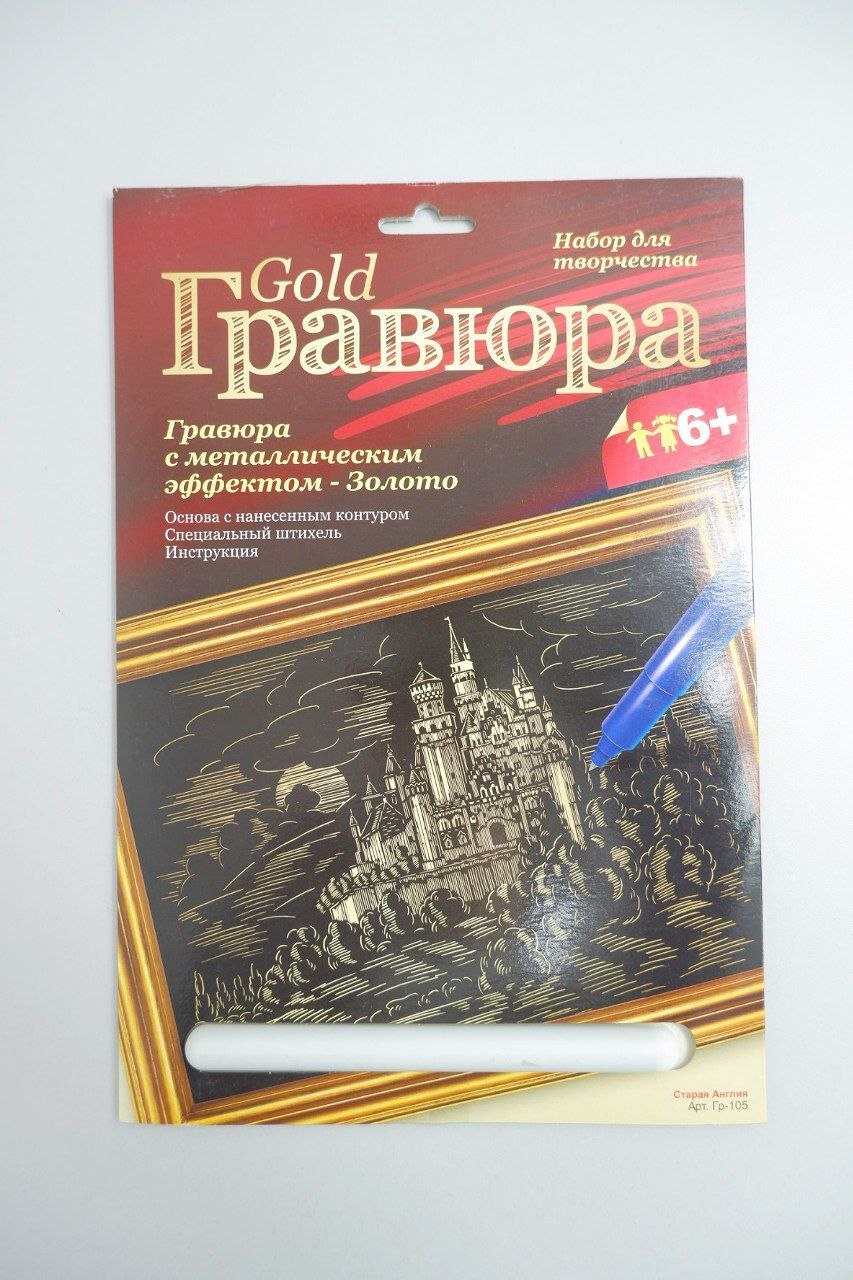 Набор для
творчества
Gold
Гравюра
6+
Гравюра
с металлическим
эффектом - Золото
Основа с нанесенным контуром
Специальный штихель
Инструкция
Старая Англия
Арт. Гр-105